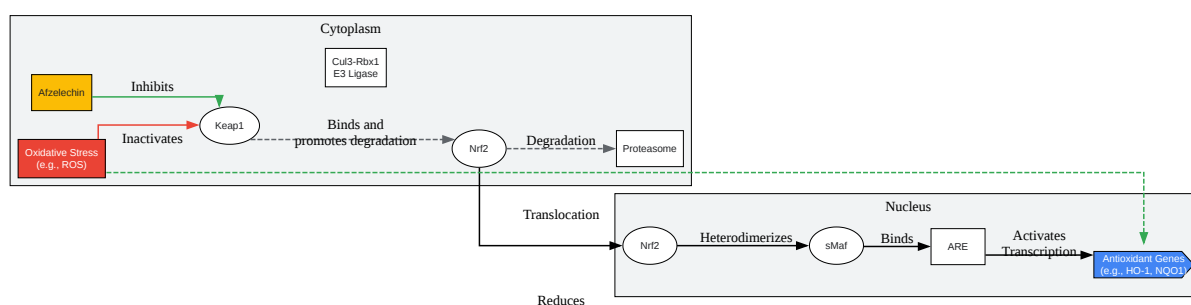 Cytoplasm
Cul3-Rbx1
E3 Ligase
Afzelechin
Inhibits
Keap1
Inactivates
Oxidative Stress
(e.g., ROS)
Binds and
promotes degradation
Nrf2
Degradation
Proteasome
Translocation
Nucleus
Nrf2
Heterodimerizes
sMaf
Binds
ARE
Activates
Transcription
Antioxidant Genes
(e.g., HO-1, NQO1)
Reduces